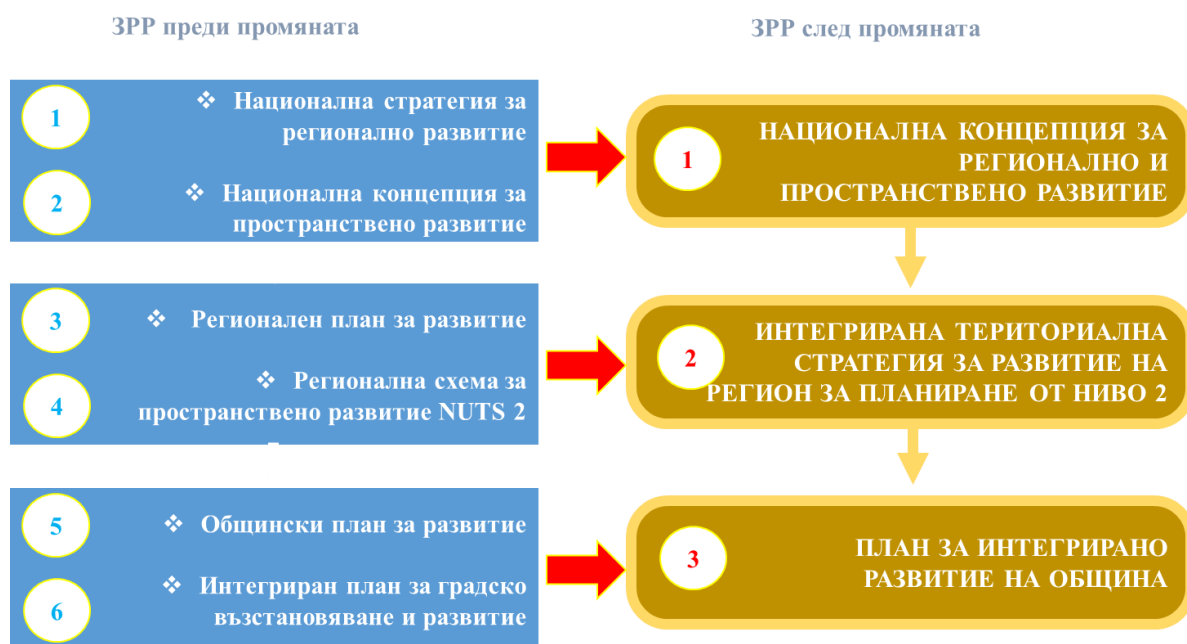 ЗРР преди промяната
ЗРР след промяната
1
❖ Национална стратегия за
регионално развитие
2
❖ Национална концепция за
пространствено развитие
1
НАЦИОНАЛНА КОНЦЕПЦИЯ ЗА
РЕГИОНАЛНО И
ПРОСТРАНСТВЕНО РАЗВИТИЕ
3
❖ Регионален план за развитие
4
❖ Регионална схема за
пространствено развитие NUTS 2
2
ИНТЕГРИРАНА ТЕРИТОРИАЛНА
СТРАТЕГИЯ ЗА РАЗВИТИЕ НА
РЕГИОН ЗА ПЛАНИРАНЕ ОТ НИВО 2
5
❖ Общински план за развитие
6
❖ Интегриран план за градско
възстановяване и развитие
3
ПЛАН ЗА ИНТЕГРИРАНО
РАЗВИТИЕ НА ОБЩИНА